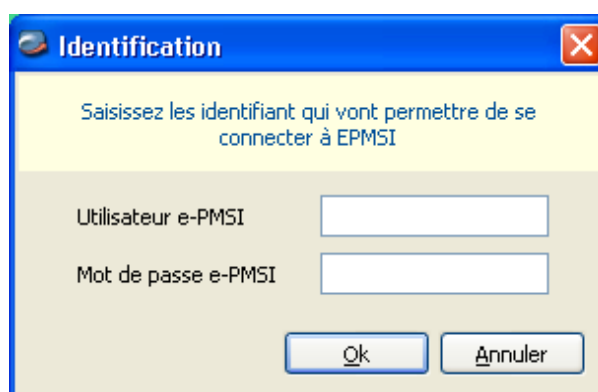 Identification
Saisissez les identifiant qui vont permettre de se
connecter à EPMSI
Utilisateur e-PMSI
Mot de passe e-PMSI
Ok Annuler